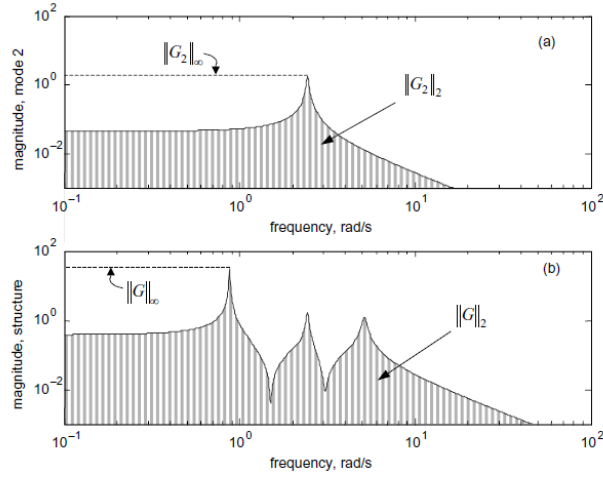 10^2
(a)
‖G_2‖_∞
10^0
‖G_2‖_2
10^{-2}
magnitude, mode 2
10^{-1} 10^0 10^1 10^2
frequency, rad/s
10^2
(b)
‖G‖_∞
10^0
‖G‖_2
10^{-2}
magnitude, structure
10^{-1} 10^0 10^1 10^2
frequency, rad/s